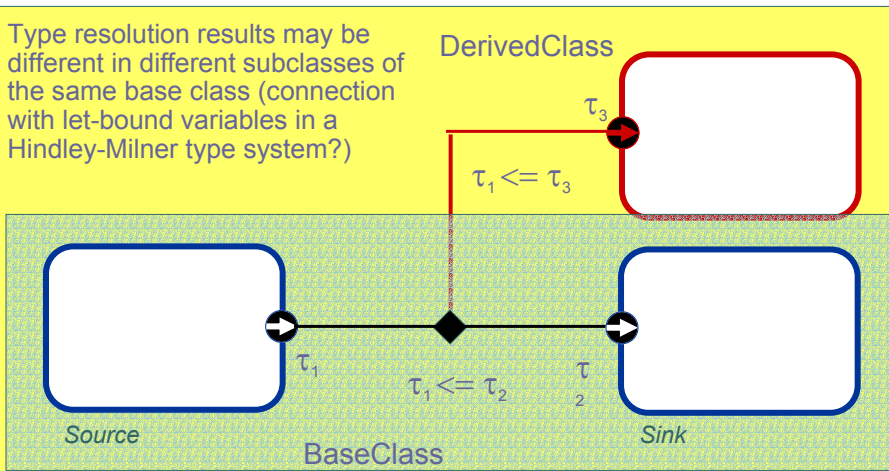 Type resolution results may be
different in different subclasses of
the same base class (connection
with let-bound variables in a
Hindley-Milner type system?)
DerivedClass
τ3
τ1 <= τ3
τ1
τ1 <= τ2
τ
2
Source
Sink
BaseClass